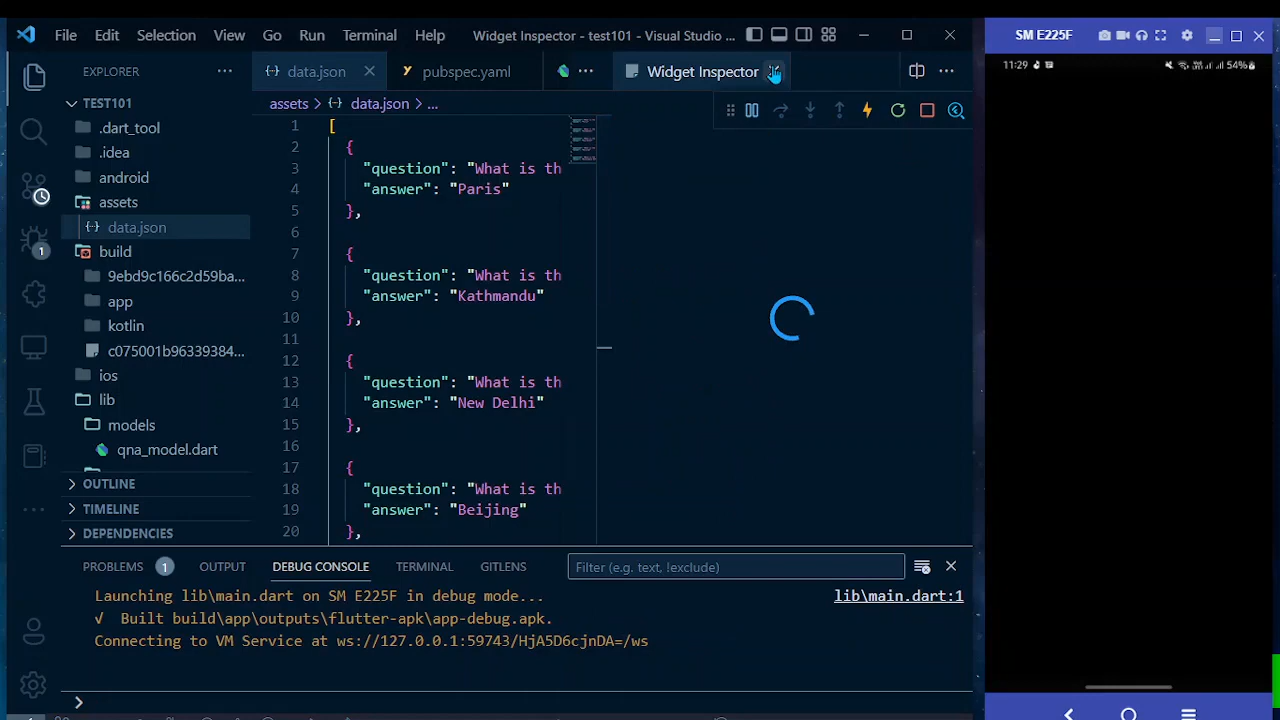 File Edit Selection View Go Run Terminal Help Widget Inspector - test101 - Visual Studio ...
EXPLORER
TEST101
.dart_tool
.idea
android
assets
data.json
build
9ebd9c166c2d59ba...
app
kotlin
c075001b96339384...
ios
lib
models
qna_model.dart
OUTLINE
TIMELINE
DEPENDENCIES
1
data.json
pubspec.yaml
Widget Inspector
assets > data.json > ...
1 [
2 {
3 "question": "What is th
4 "answer": "Paris"
5 },
6
7 {
8 "question": "What is th
9 "answer": "Kathmandu"
10 },
11
12 {
13 "question": "What is th
14 "answer": "New Delhi"
15 },
16
17 {
18 "question": "What is th
19 "answer": "Beijing"
20 },
PROBLEMS 1 OUTPUT DEBUG CONSOLE TERMINAL GITLENS
Filter (e.g. text, !exclude)
Launching lib\main.dart on SM E225F in debug mode...
lib\main.dart:1
√ Built build\app\outputs\flutter-apk\app-debug.apk.
Connecting to VM Service at ws://127.0.0.1:59743/HjA5D6cjnDA=/ws
SM E225F
11:29
54%